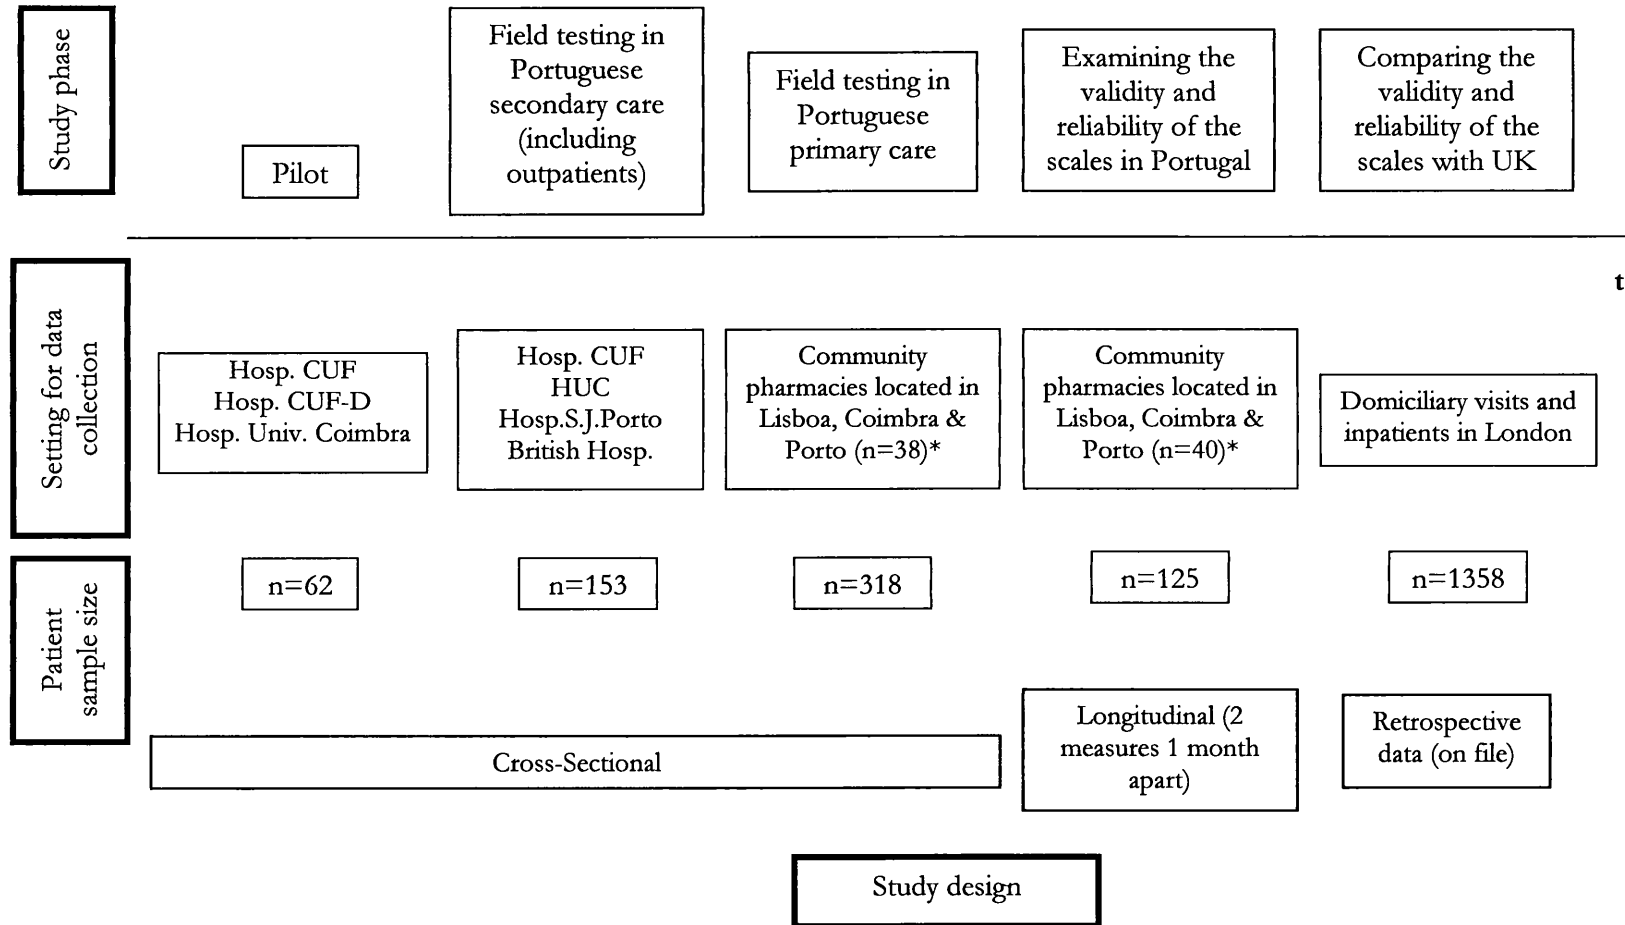 Study phase
Pilot
Field testing in
Portuguese
secondary care
(including
outpatients)
Field testing in
Portuguese
primary care
Examining the
validity and
reliability of the
scales in Portugal
Comparing the
validity and
reliability of the
scales with UK
t
Setting for data
collection
Hosp. CUF
Hosp. CUF-D
Hosp. Univ. Coimbra
Hosp. CUF
HUC
Hosp.S.J.Porto
British Hosp.
Community
pharmacies located in
Lisboa, Coimbra &
Porto (n=38)*
Community
pharmacies located in
Lisboa, Coimbra &
Porto (n=40)*
Domiciliary visits and
inpatients in London
Patient
sample size
n=62
n=153
n=318
n=125
n=1358
Cross-Sectional
Longitudinal (2
measures 1 month
apart)
Retrospective
data (on file)
Study design